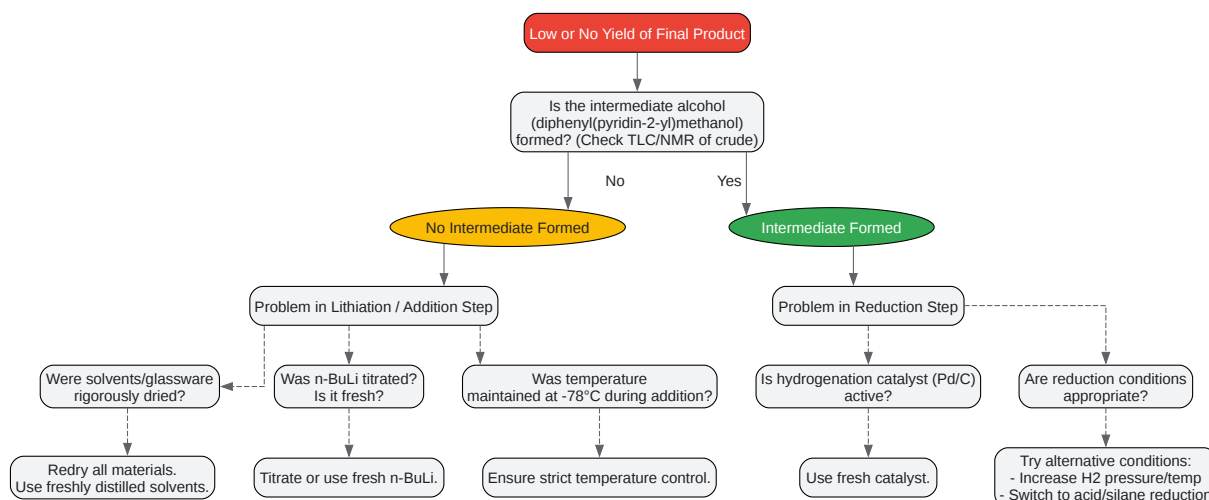 Low or No Yield of Final Product
Is the intermediate alcohol
(diphenyl(pyridin-2-yl)methanol)
formed? (Check TLC/NMR of crude)
No
Yes
No Intermediate Formed
Intermediate Formed
Problem in Lithiation / Addition Step
Problem in Reduction Step
Were solvents/glassware
rigorously dried?
Was n-BuLi titrated?
Is it fresh?
Was temperature
maintained at -78°C during addition?
Is hydrogenation catalyst (Pd/C)
active?
Are reduction conditions
appropriate?
Redry all materials.
Use freshly distilled solvents.
Titrate or use fresh n-BuLi.
Ensure strict temperature control.
Use fresh catalyst.
Try alternative conditions:
- Increase H2 pressure/temp
- Switch to acid/silane reduction